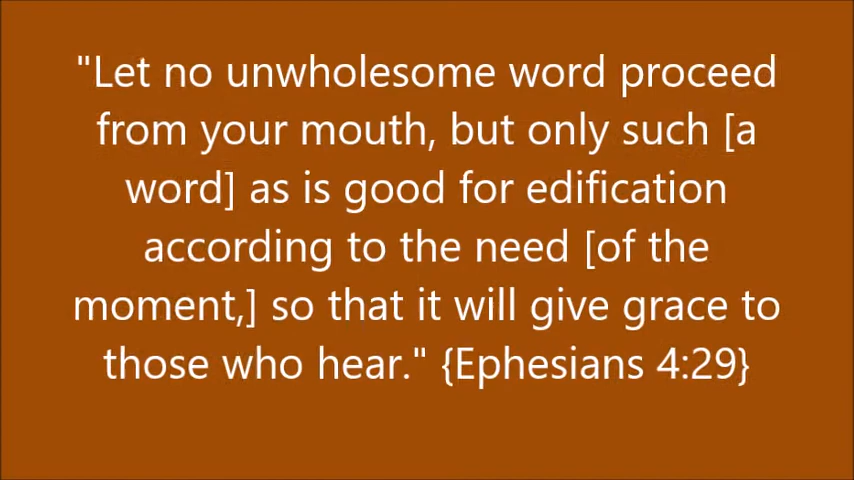 "Let no unwholesome word proceed
from your mouth, but only such [a
word] as is good for edification
according to the need [of the
moment,] so that it will give grace to
those who hear." {Ephesians 4:29}